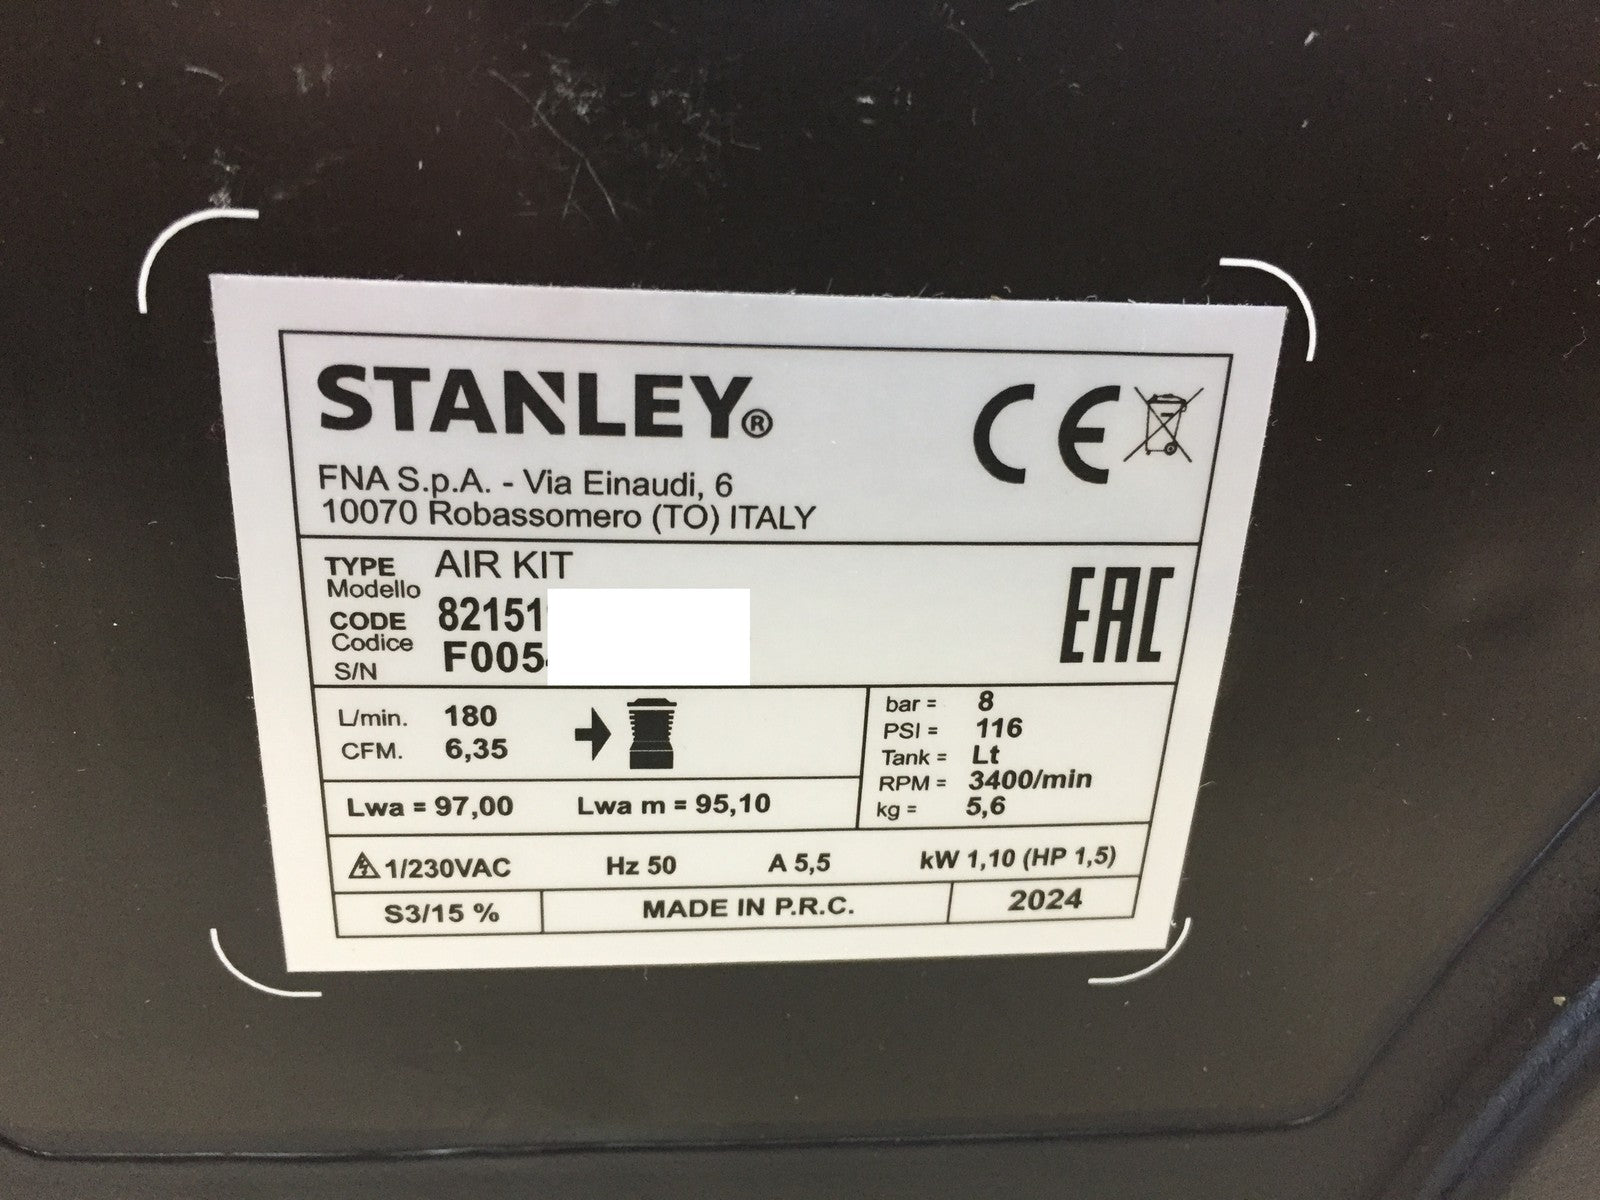 STANLEY®
FNA S.p.A. - Via Einaudi, 6
10070 Robassomero (TO) ITALY
CE
TYPE AIR KIT
Modello
CODE 82151
Codice
S/N F005
EAC
L/min. 180
CFM. 6,35
bar = 8
PSI = 116
Tank = Lt
RPM = 3400/min
kg = 5,6
Lwa = 97,00 Lwa m = 95,10
1/230VAC Hz 50 A 5,5 kW 1,10 (HP 1,5)
S3/15 % MADE IN P.R.C. 2024